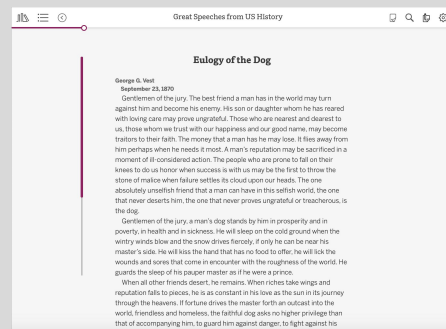 Great Speeches from US History
Eulogy of the Dog
George G. Vest
September 23, 1870
Gentlemen of the jury. The best friend a man has in the world may turn
against him and become his enemy. His son or daughter whom he has reared
with loving care may prove ungrateful. Those who are nearest and dearest to
us, those whom we trust with our happiness and our good name, may become
traitors to their faith. The money that a man has he may lose. It flies away from
him perhaps when he needs it most. A man's reputation may be sacrificed in a
moment of ill-considered action. The people who are prone to fall on their
knees to do us honor when success is with us may be the first to throw the
stone of malice when failure settles its cloud upon our heads. The one
absolutely unselfish friend that a man can have in this selfish world, the one
that never deserts him, the one that never proves ungrateful or treacherous, is
the dog.
Gentlemen of the jury, a man's dog stands by him in prosperity and in
poverty, in health and in sickness. He will sleep on the cold ground when the
wintry winds blow and the snow drives fiercely, if only he can be near his
master's side. He will kiss the hand that has no food to offer, he will lick the
wounds and sores that come in encounter with the roughness of the world. He
guards the sleep of his pauper master as if he were a prince.
When all other friends desert, he remains. When riches take wings and
reputation falls to pieces, he is as constant in his love as the sun in its journey
through the heavens. If fortune drives the master forth an outcast into the
world, friendless and homeless, the faithful dog asks no higher privilege than
that of accompanying him, to guard him against danger, to fight against his